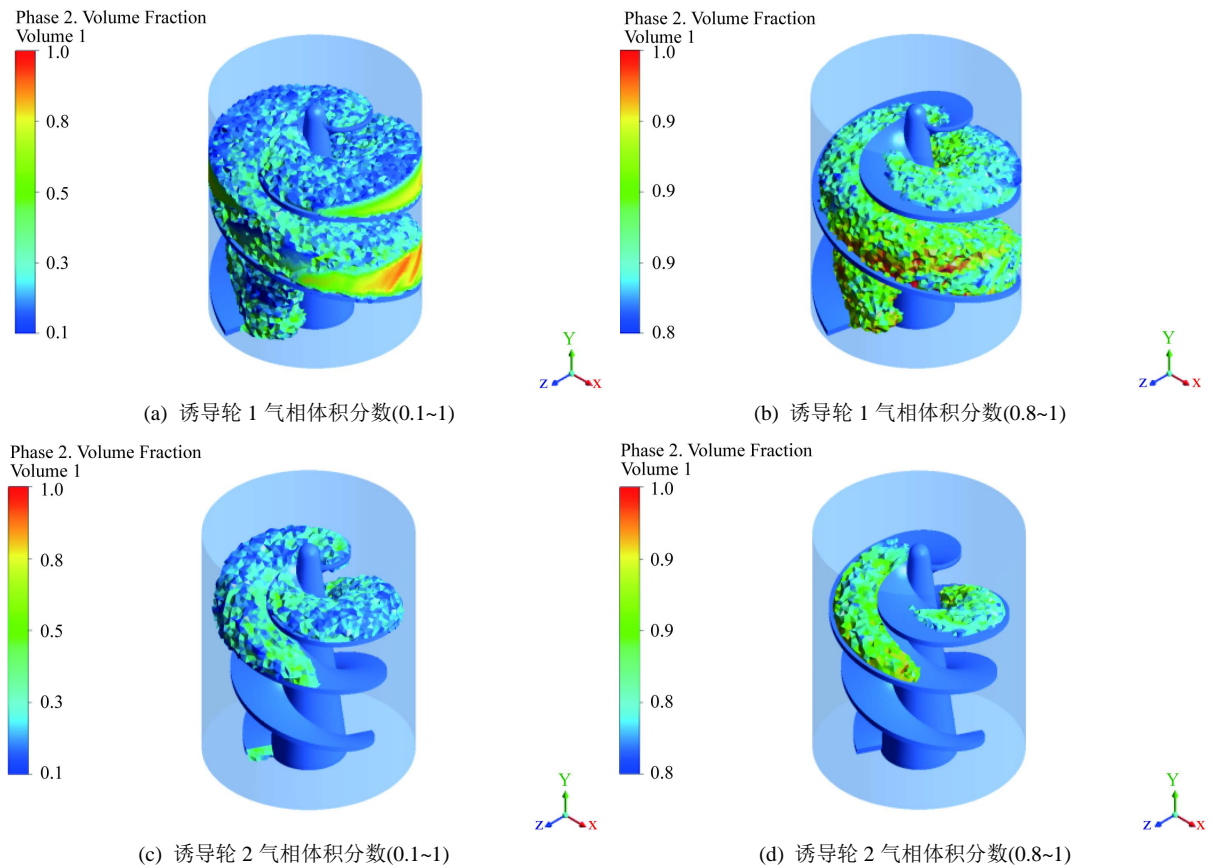 Phase 2. Volume Fraction
Volume 1
1.0
0.8
0.5
0.3
0.1
Y
Z
X
(a) 诱导轮 1 气相体积分数(0.1~1)
Phase 2. Volume Fraction
Volume 1
1.0
0.9
0.9
0.9
0.8
Y
Z
X
(b) 诱导轮 1 气相体积分数(0.8~1)
Phase 2. Volume Fraction
Volume 1
1.0
0.8
0.5
0.3
0.1
Y
Z
X
(c) 诱导轮 2 气相体积分数(0.1~1)
Phase 2. Volume Fraction
Volume 1
1.0
0.9
0.9
0.8
0.8
Y
Z
X
(d) 诱导轮 2 气相体积分数(0.8~1)